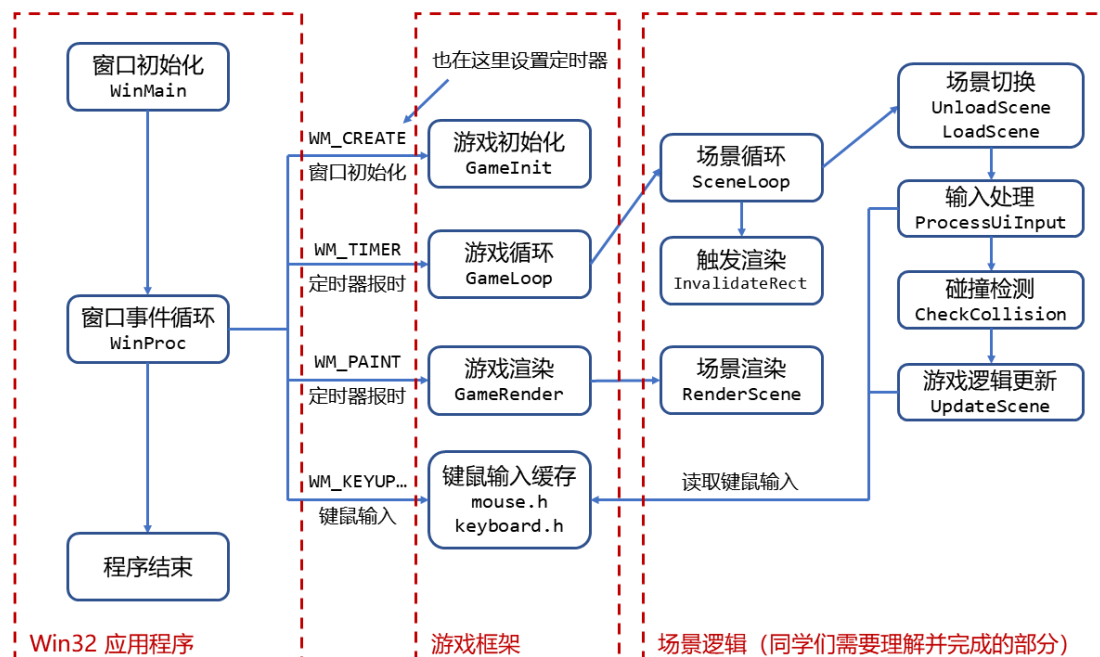 窗口初始化
WinMain
窗口事件循环
WinProc
程序结束
Win32 应用程序
也在这里设置定时器
WM_CREATE
窗口初始化
WM_TIMER
定时器报时
WM_PAINT
定时器报时
WM_KEYUP…
键鼠输入
游戏初始化
GameInit
游戏循环
GameLoop
游戏渲染
GameRender
键鼠输入缓存
mouse.h
keyboard.h
游戏框架
场景循环
SceneLoop
触发渲染
InvalidateRect
场景渲染
RenderScene
读取键鼠输入
场景切换
UnloadScene
LoadScene
输入处理
ProcessUiInput
碰撞检测
CheckCollision
游戏逻辑更新
UpdateScene
场景逻辑（同学们需要理解并完成的部分）